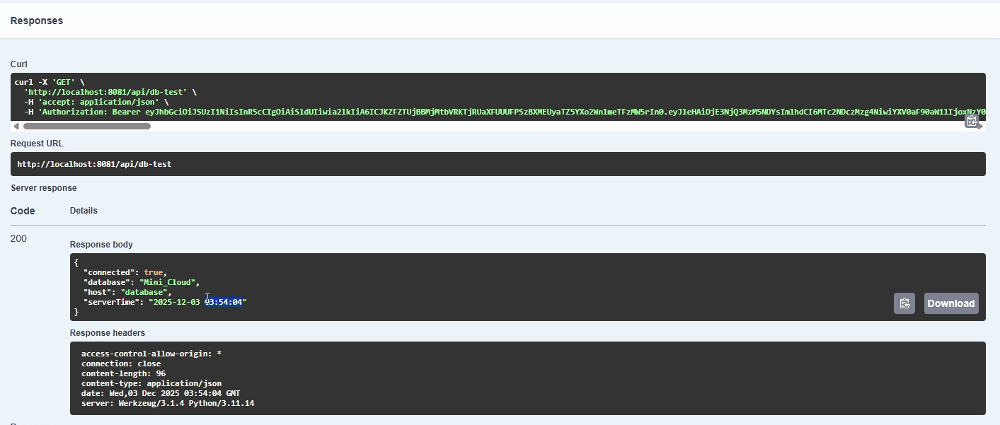 Responses
Curl
curl -X 'GET' \
'http://localhost:8081/api/db-test' \
-H 'accept: application/json' \
-H 'Authorization: Bearer
Request URL
http://localhost:8081/api/db-test
Server response
Code Details
200
Response body
{
"connected": true,
"database": "Mini_Cloud",
"host": "database",
"serverTime": "2025-12-03 03:54:04"
}
Download
Response headers
access-control-allow-origin: *
connection: close
content-length: 96
content-type: application/json
date: Wed,03 Dec 2025 03:54:04 GMT
server: Werkzeug/3.1.4 Python/3.11.14